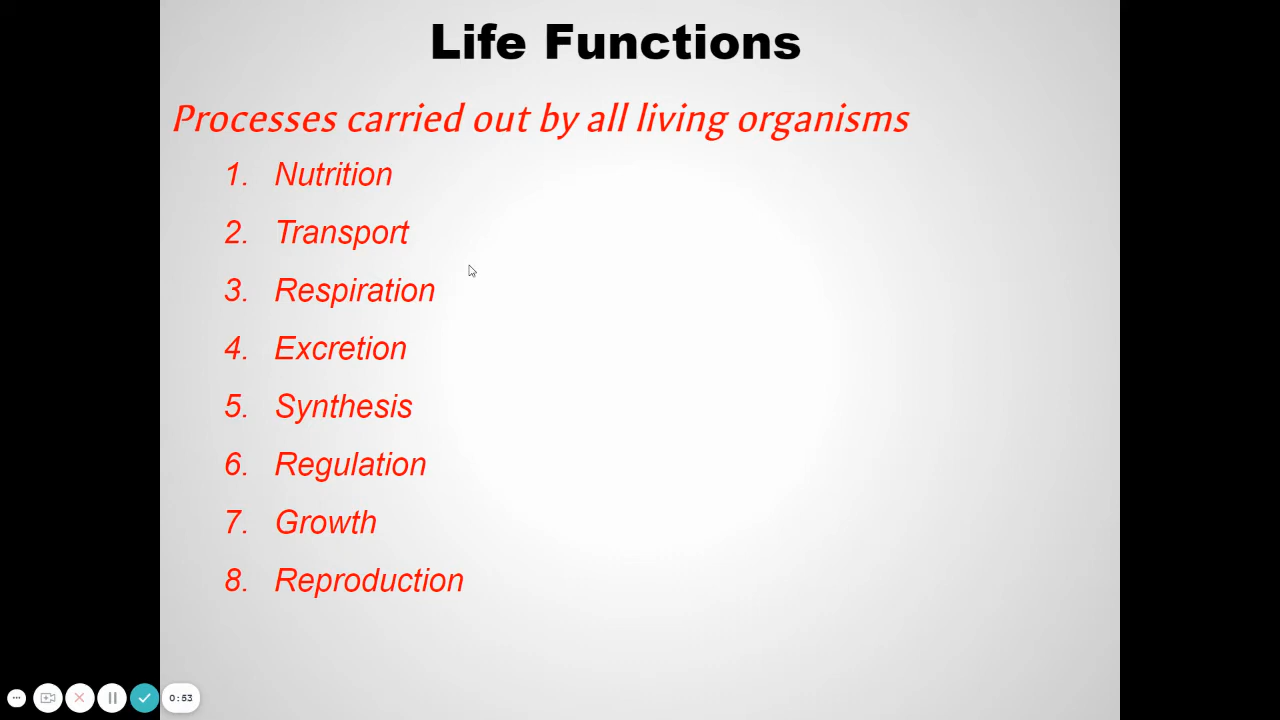 Life Functions
Processes carried out by all living organisms
1. Nutrition
2. Transport
3. Respiration
4. Excretion
5. Synthesis
6. Regulation
7. Growth
8. Reproduction
0:53